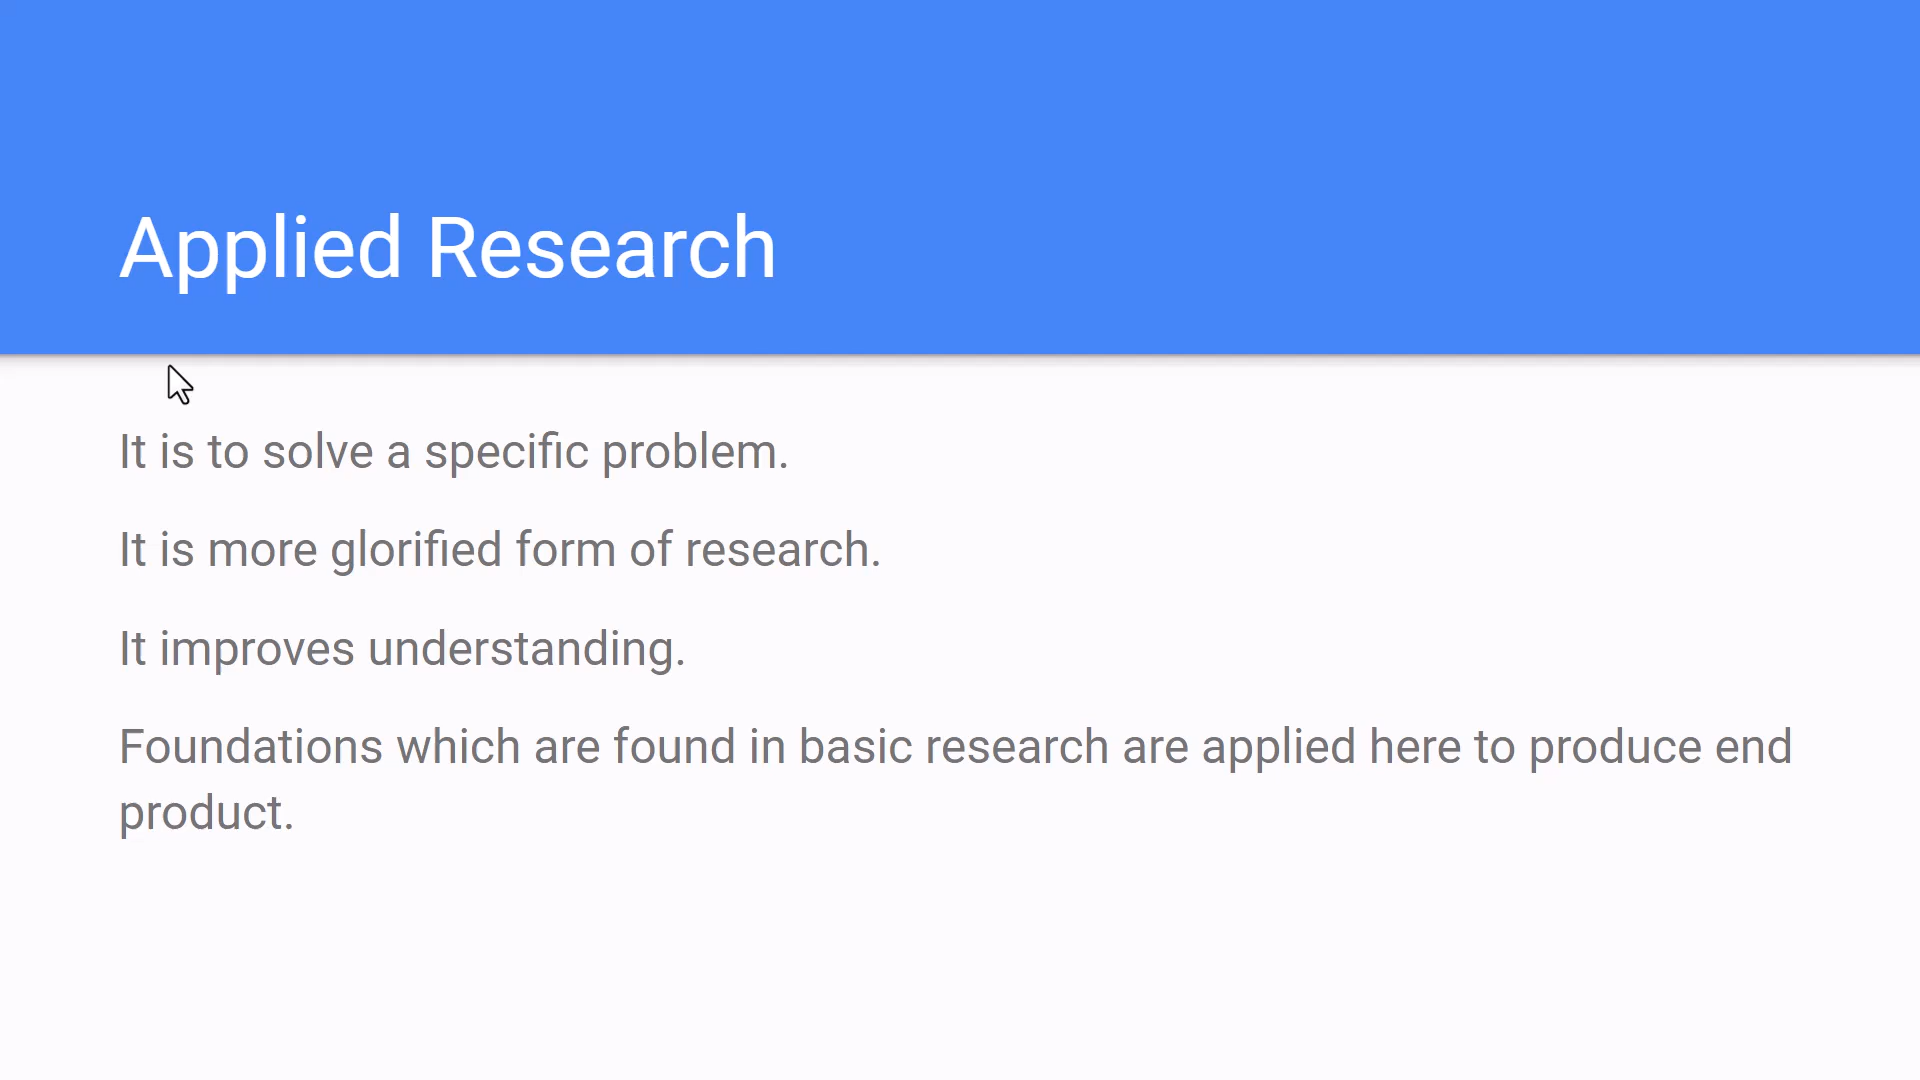 Applied Research
It is to solve a specific problem.
It is more glorified form of research.
It improves understanding.
Foundations which are found in basic research are applied here to produce end
product.